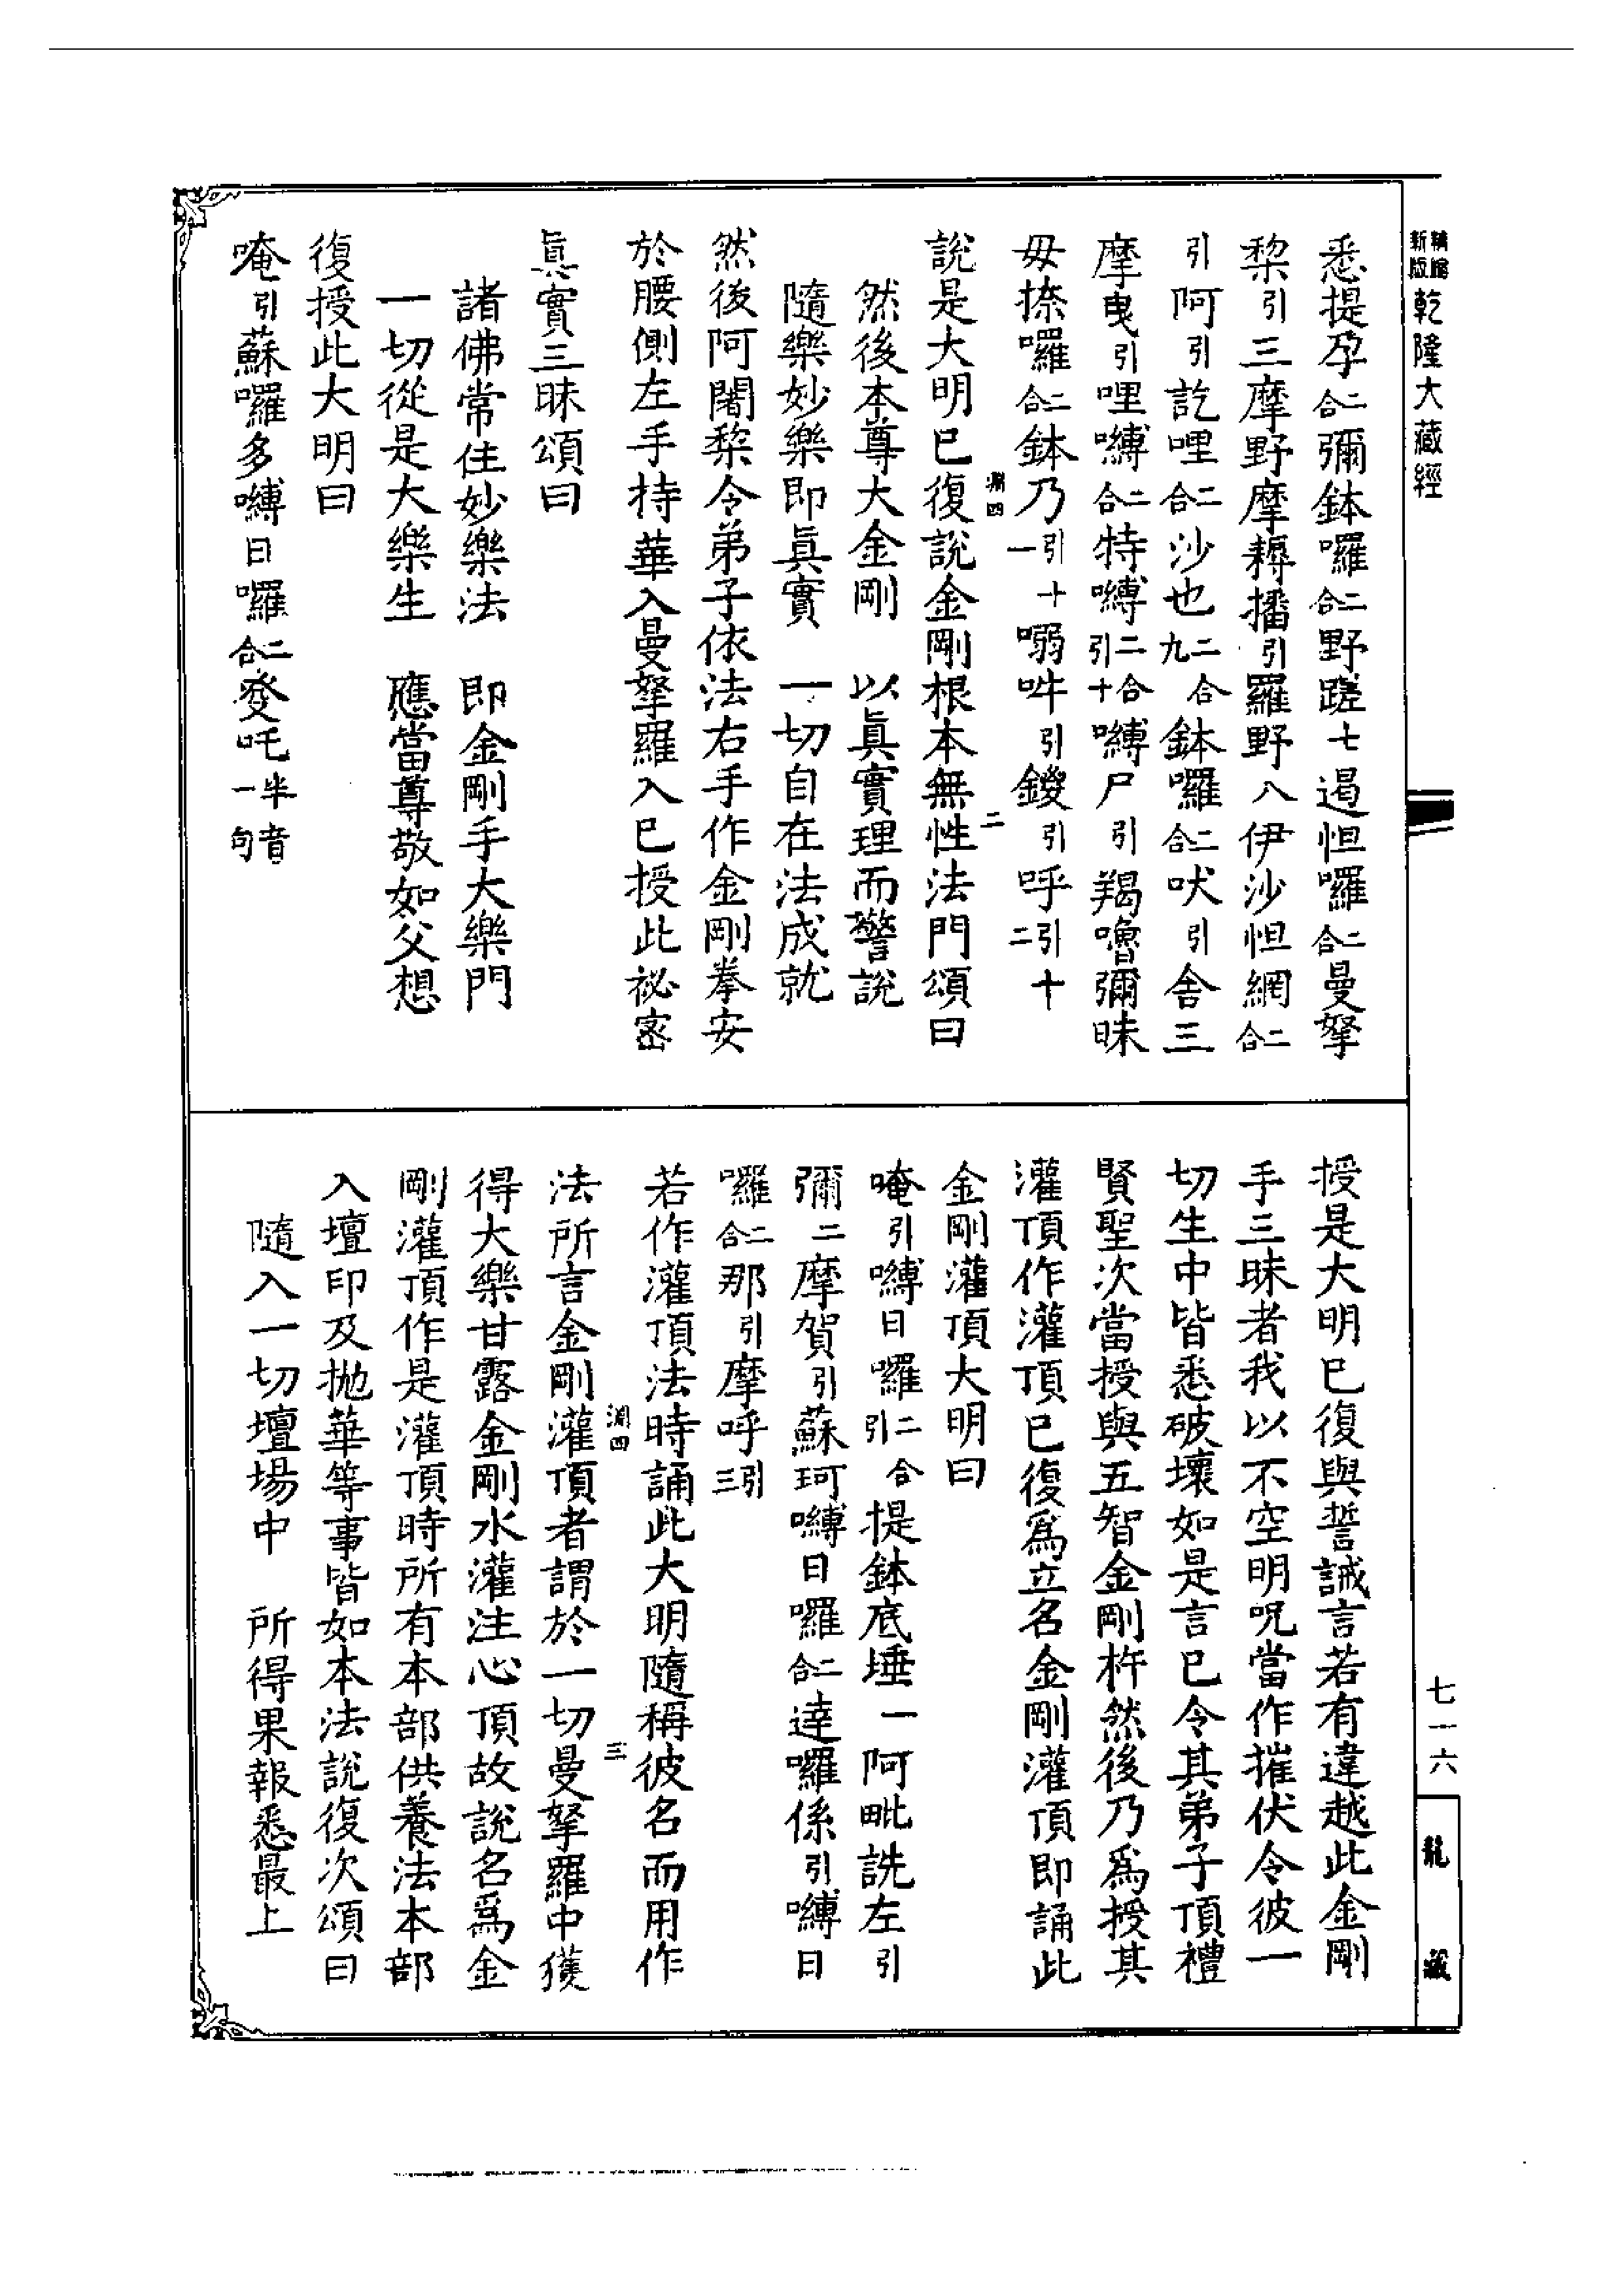 新版 乾隆大藏經
悉提孕二合彌鉢囉二合野蹉七遏怛囉二合曼拏
棃引三摩野摩耨播引羅野八伊沙怛網二合
引阿引訖哩二合沙也九二合鉢囉二合吠引舍三
摩曳引哩嚩二合特嚩二合引十嚩尸引羯嚕彌昧
毋捺囉二合鉢乃引十一嗍吽引鍐引呼引十二
說是大明已復說金剛根本無性法門頌曰
淵四
二
然後本尊大金剛　以眞實理而警說
隨樂妙樂即眞實　一切自在法成就
然後阿闍棃令弟子依法右手作金剛拳安
於腰側左手持華入曼拏羅入已授此祕密
眞實三昧頌曰
諸佛常住妙樂法　即金剛手大樂門
一切從是大樂生　應當尊敬如父想
復授此大明曰
唵引蘇囉多嚩日囉二合發吒半音一句
授是大明已復與誓誡言若有違越此金剛
手三昧者我以不空明呪當作摧伏令彼一
切生中皆悉破壞如是言已令其弟子頂禮
賢聖次當授與五智金剛杵然後乃爲授其
灌頂作灌頂已復爲立名金剛灌頂即誦此
金剛灌頂大明曰
唵引嚩日囉二合引提鉢底埵一阿毗詵左引
彌二摩賀引蘇珂嚩日囉二合達囉係引嚩日
囉二合那引摩呼引三
若作灌頂法時誦此大明隨稱彼名而用作
淵四
三
法所言金剛灌頂者謂於一切曼拏羅中獲
得大樂甘露金剛水灌注心頂故說名爲金
剛灌頂作是灌頂時所有本部供養法本部
入壇印及拋華等事皆如本法說復次頌曰
隨入一切壇場中　所得果報悉最上
七一六
龍藏